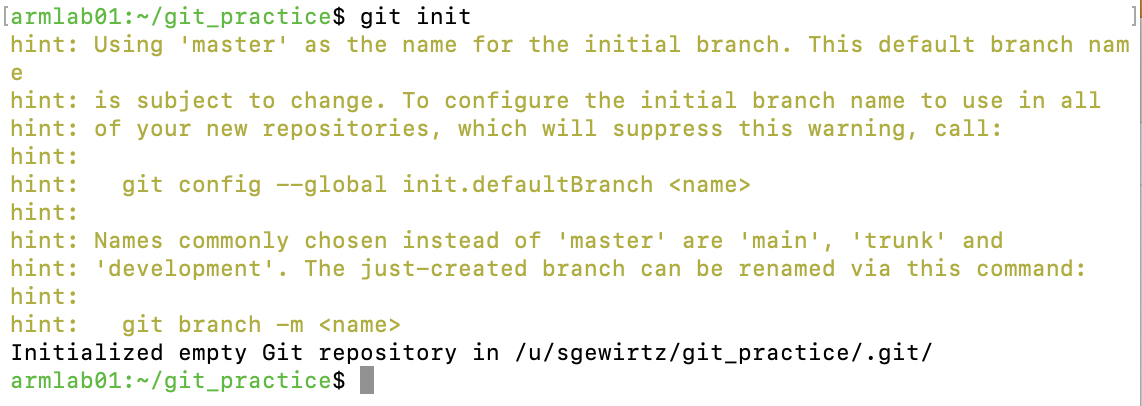 [armlab01:~/git_practice$ git init ]
hint: Using 'master' as the name for the initial branch. This default branch nam
e
hint: is subject to change. To configure the initial branch name to use in all
hint: of your new repositories, which will suppress this warning, call:
hint:
hint:   git config --global init.defaultBranch <name>
hint:
hint: Names commonly chosen instead of 'master' are 'main', 'trunk' and
hint: 'development'. The just-created branch can be renamed via this command:
hint:
hint:   git branch -m <name>
Initialized empty Git repository in /u/sgewirtz/git_practice/.git/
armlab01:~/git_practice$